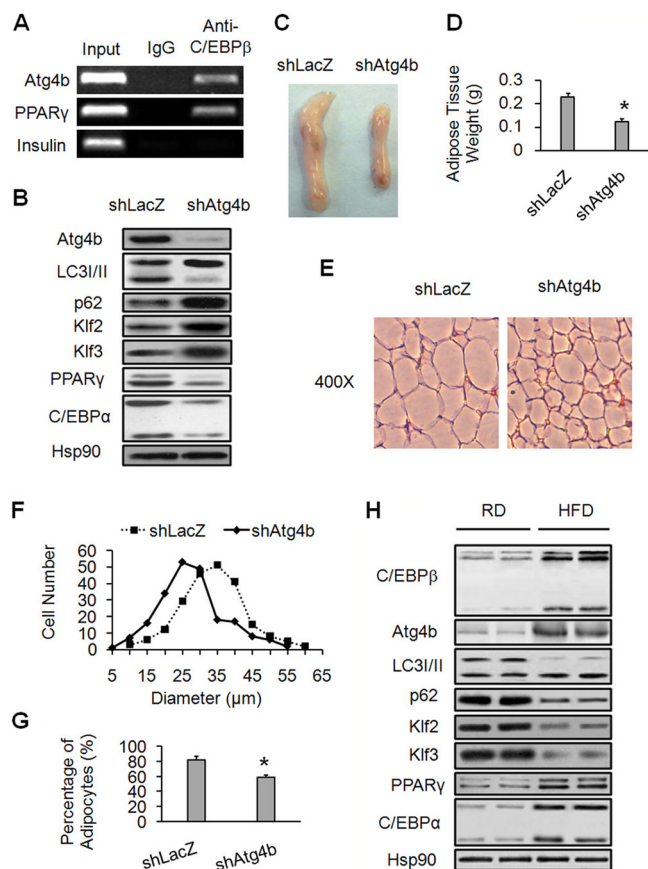 A
Input IgG Anti-C/EBPβ
Atg4b
PPARγ
Insulin
B
shLacZ shAtg4b
Atg4b
LC3I/II
p62
Klf2
Klf3
PPARγ
C/EBPα
Hsp90
C
shLacZ shAtg4b
D
Adipose Tissue
Weight (g)
0.3
0.2
0.1
0
*
shLacZ
shAtg4b
E
shLacZ shAtg4b
400X
F
shLacZ shAtg4b
Cell Number
60
50
40
30
20
10
0
5 15 25 35 45 55 65
Diameter (µm)
G
Percentage of
Adipocytes (%)
100
80
60
40
20
0
*
shLacZ
shAtg4b
H
RD HFD
C/EBPβ
Atg4b
LC3I/II
p62
Klf2
Klf3
PPARγ
C/EBPα
Hsp90